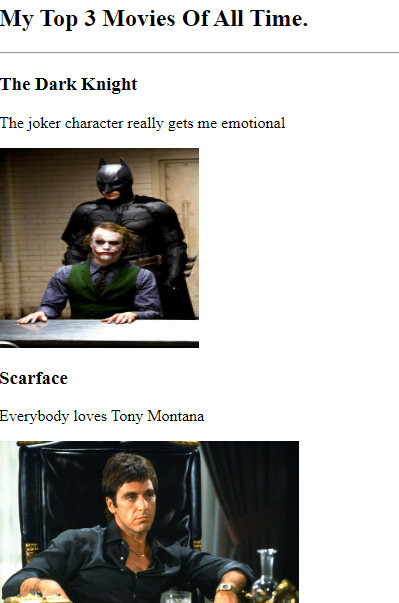 My Top 3 Movies Of All Time.
The Dark Knight
The joker character really gets me emotional
Scarface
Everybody loves Tony Montana